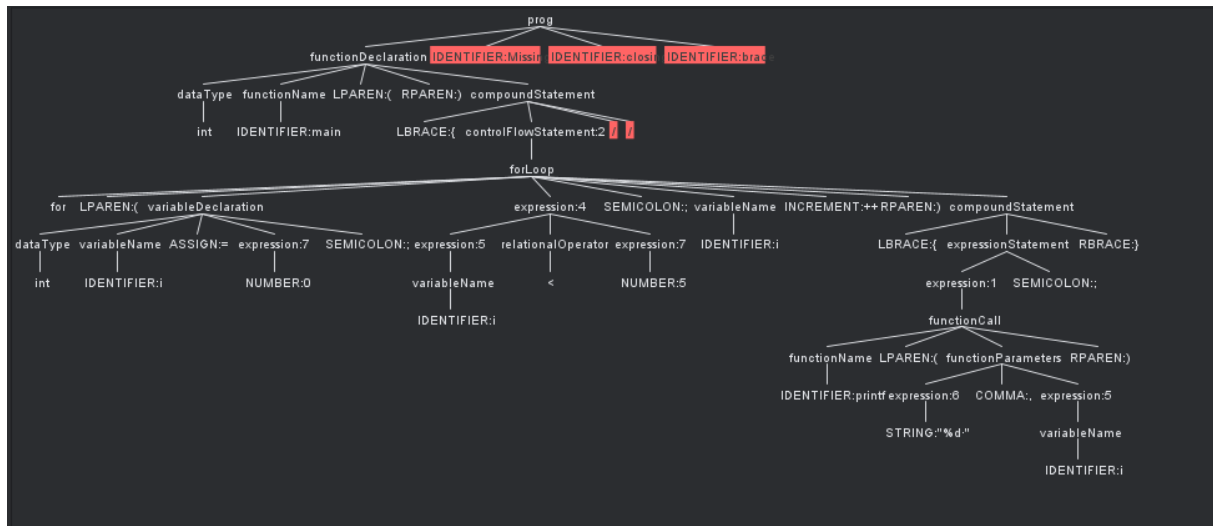 prog
functionDeclaration IDENTIFIER:Missin IDENTIFIER:closin IDENTIFIER:brace
dataType functionName LPAREN:( RPAREN:) compoundStatement
int IDENTIFIER:main LBRACE:{ controlFlowStatement:2 / /
forLoop
for LPAREN:( variableDeclaration expression:4 SEMICOLON:; variableName INCREMENT:++ RPAREN:) compoundStatement
dataType variableName ASSIGN:= expression:7 SEMICOLON:; expression:5 relationalOperator expression:7 IDENTIFIER:i LBRACE:{ expressionStatement RBRACE:}
int IDENTIFIER:i NUMBER:0 variableName < NUMBER:5 expression:1 SEMICOLON:;
IDENTIFIER:i functionCall
functionName LPAREN:( functionParameters RPAREN:)
IDENTIFIER:printf expression:6 COMMA:, expression:5
STRING:"%d·" variableName
IDENTIFIER:i